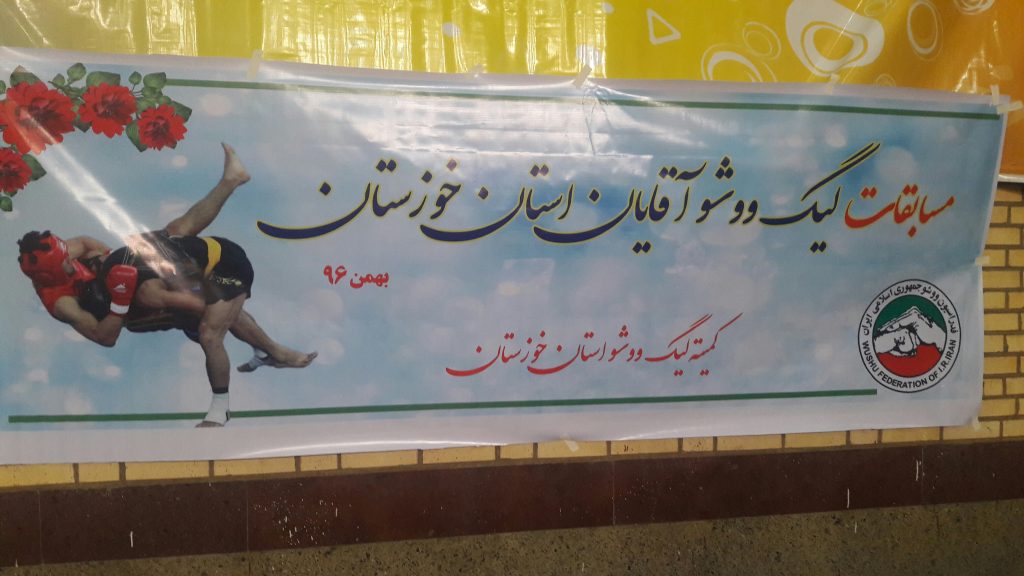 مسابقات لیگ ووشو آقایان استان خوزستان
بهمن ۹۶
کمیته لیگ ووشو استان خوزستان
فدراسیون ووشو جمهوری اسلامی ایران
WUSHU FEDERATION OF I.R.IRAN